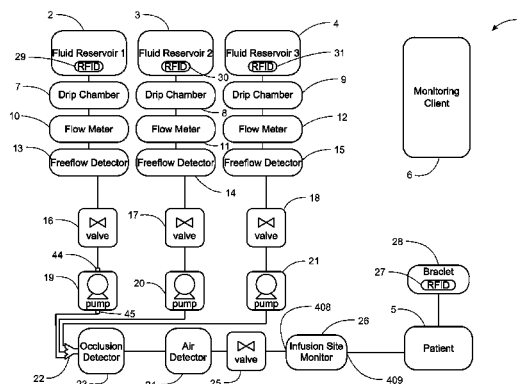 2 3 4
Fluid Reservoir 1 Fluid Reservoir 2 Fluid Reservoir 3
29 RFID RFID 30 RFID 31
7 Drip Chamber Drip Chamber 8 Drip Chamber 9
10 Flow Meter Flow Meter 11 Flow Meter 12
13 Freeflow Detector Freeflow Detector 14 Freeflow Detector 15
Monitoring
Client
6
16 valve 17 valve 18 valve
44
19 pump 20 pump 21 pump
45
28
Braclet
27 RFID
5
22 Occlusion Air 408 26
Detector Detector valve Infusion Site Patient
Monitor
23 24 25 409